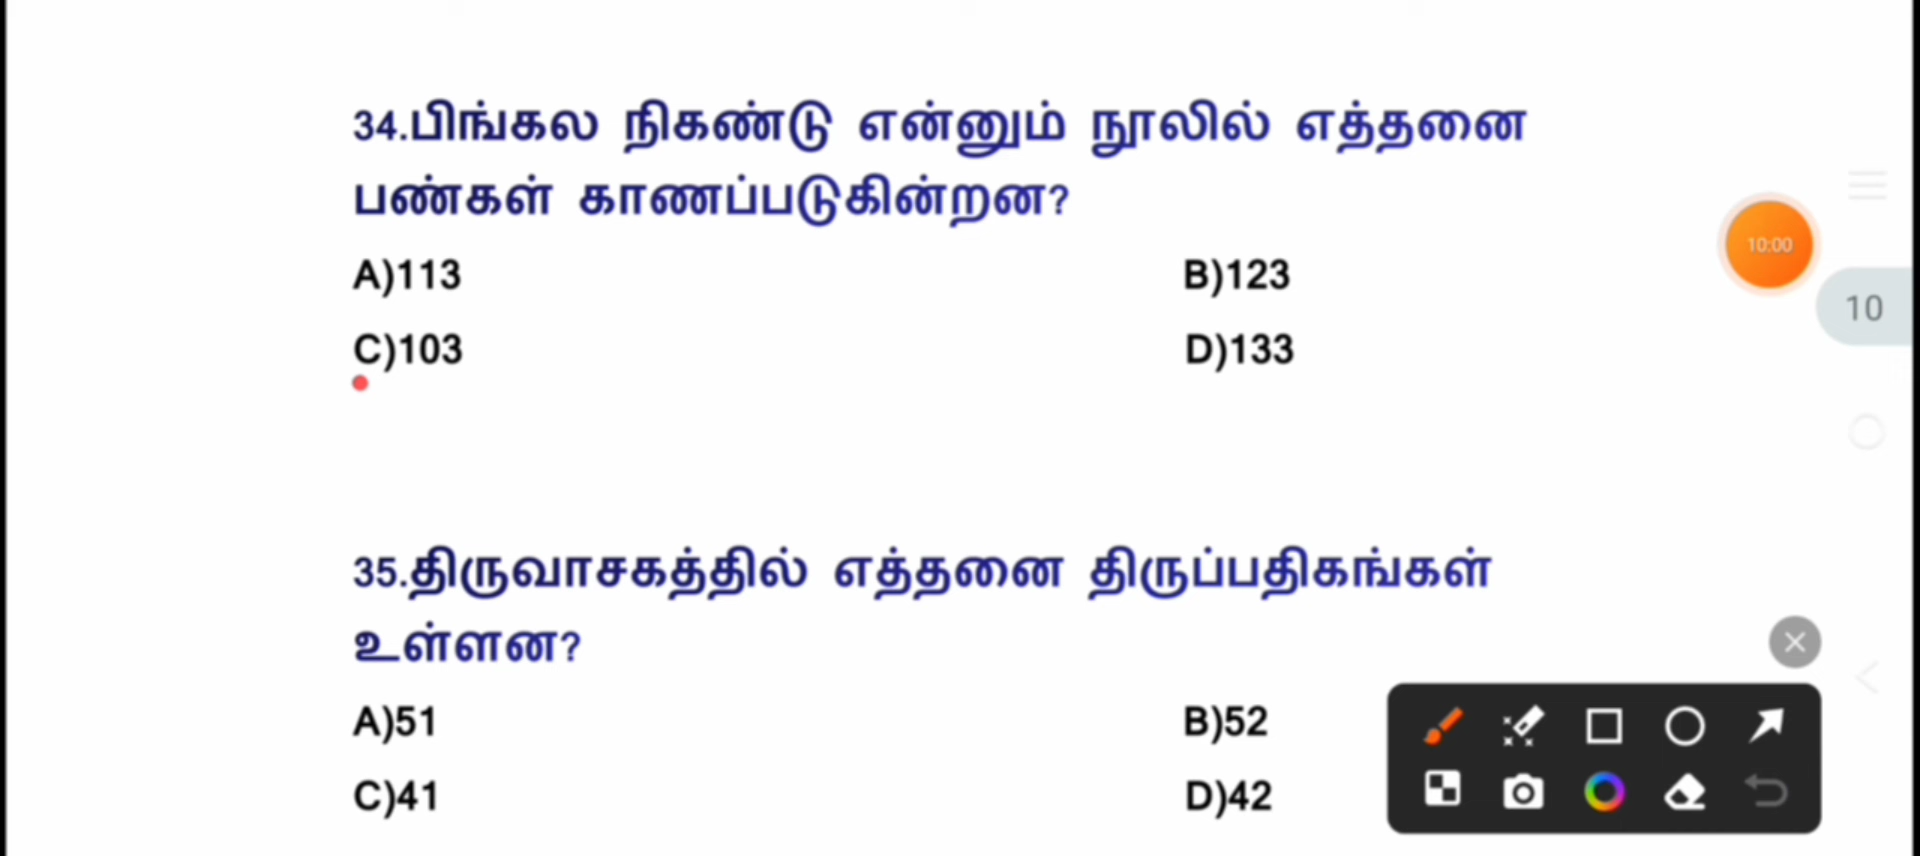 34.பிங்கல நிகண்டு என்னும் நூலில் எத்தனை
பண்கள் காணப்படுகின்றன?
A)113 B)123
C)103 D)133
10:00
10
35.திருவாசகத்தில் எத்தனை திருப்பதிகங்கள்
உள்ளன?
A)51 B)52
C)41 D)42